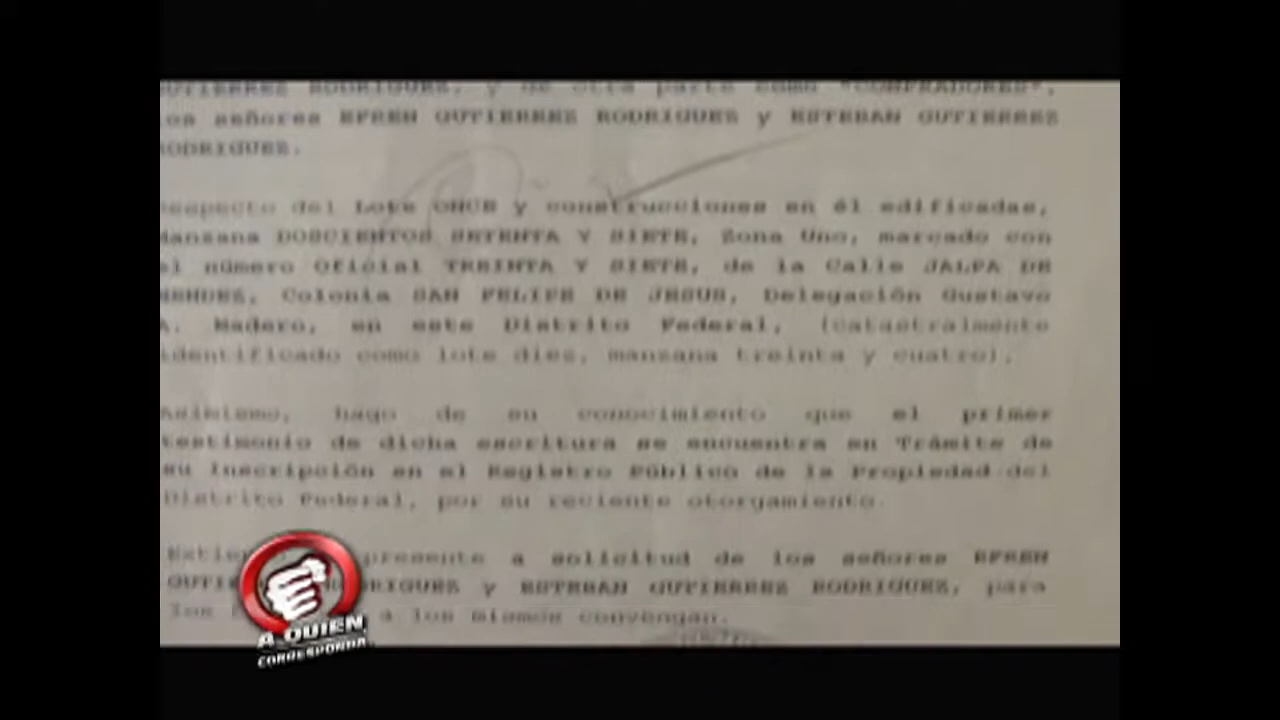 GUTIERREZ RODRIGUEZ, y de otra parte como "COMPRADORES",
los señores EFREN GUTIERREZ RODRIGUEZ y ESTEBAN GUTIERREZ
RODRIGUEZ.
respecto del Lote ONCE y construcciones en él edificadas,
Manzana DOSCIENTOS SETENTA Y SIETE, Zona Uno, marcado con
el número Oficial TREINTA Y SIETE, de la Calle JALPA DE
MENDEZ, Colonia SAN FELIPE DE JESUS, Delegación Gustavo
A. Madero, en este Distrito Federal, (catastralmente
identificado como lote diez, manzana treinta y cuatro).
Asimismo, hago de su conocimiento que el primer
testimonio de dicha escritura se encuentra en Trámite de
su Inscripción en el Registro Público de la Propiedad del
Distrito Federal, por su reciente otorgamiento.
presente a solicitud de los señores EFREN
RODRIGUEZ y ESTEBAN GUTIERREZ RODRIGUEZ, para
los a los mismos convengan.
A QUIEN
CORRESPONDA